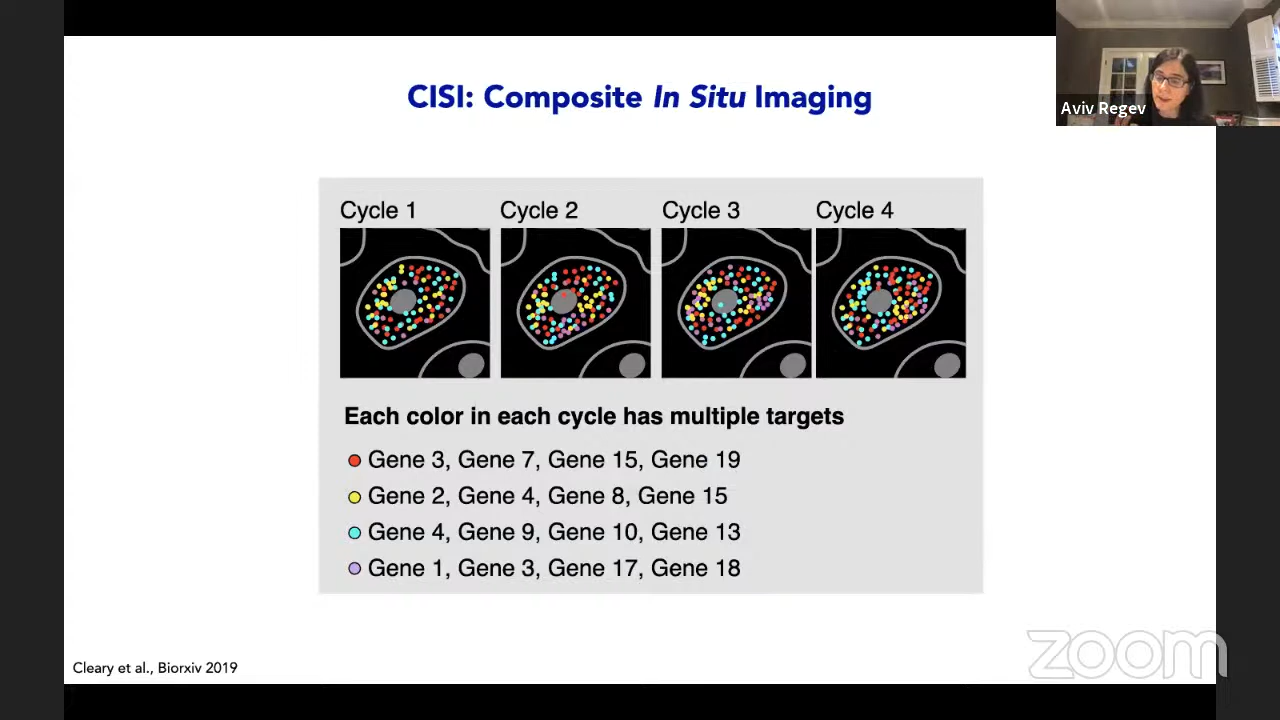 CISI: Composite In Situ Imaging
Aviv Regev
Cycle 1
Cycle 2
Cycle 3
Cycle 4
Each color in each cycle has multiple targets
Gene 3, Gene 7, Gene 15, Gene 19
Gene 2, Gene 4, Gene 8, Gene 15
Gene 4, Gene 9, Gene 10, Gene 13
Gene 1, Gene 3, Gene 17, Gene 18
Cleary et al., Biorxiv 2019
zoom